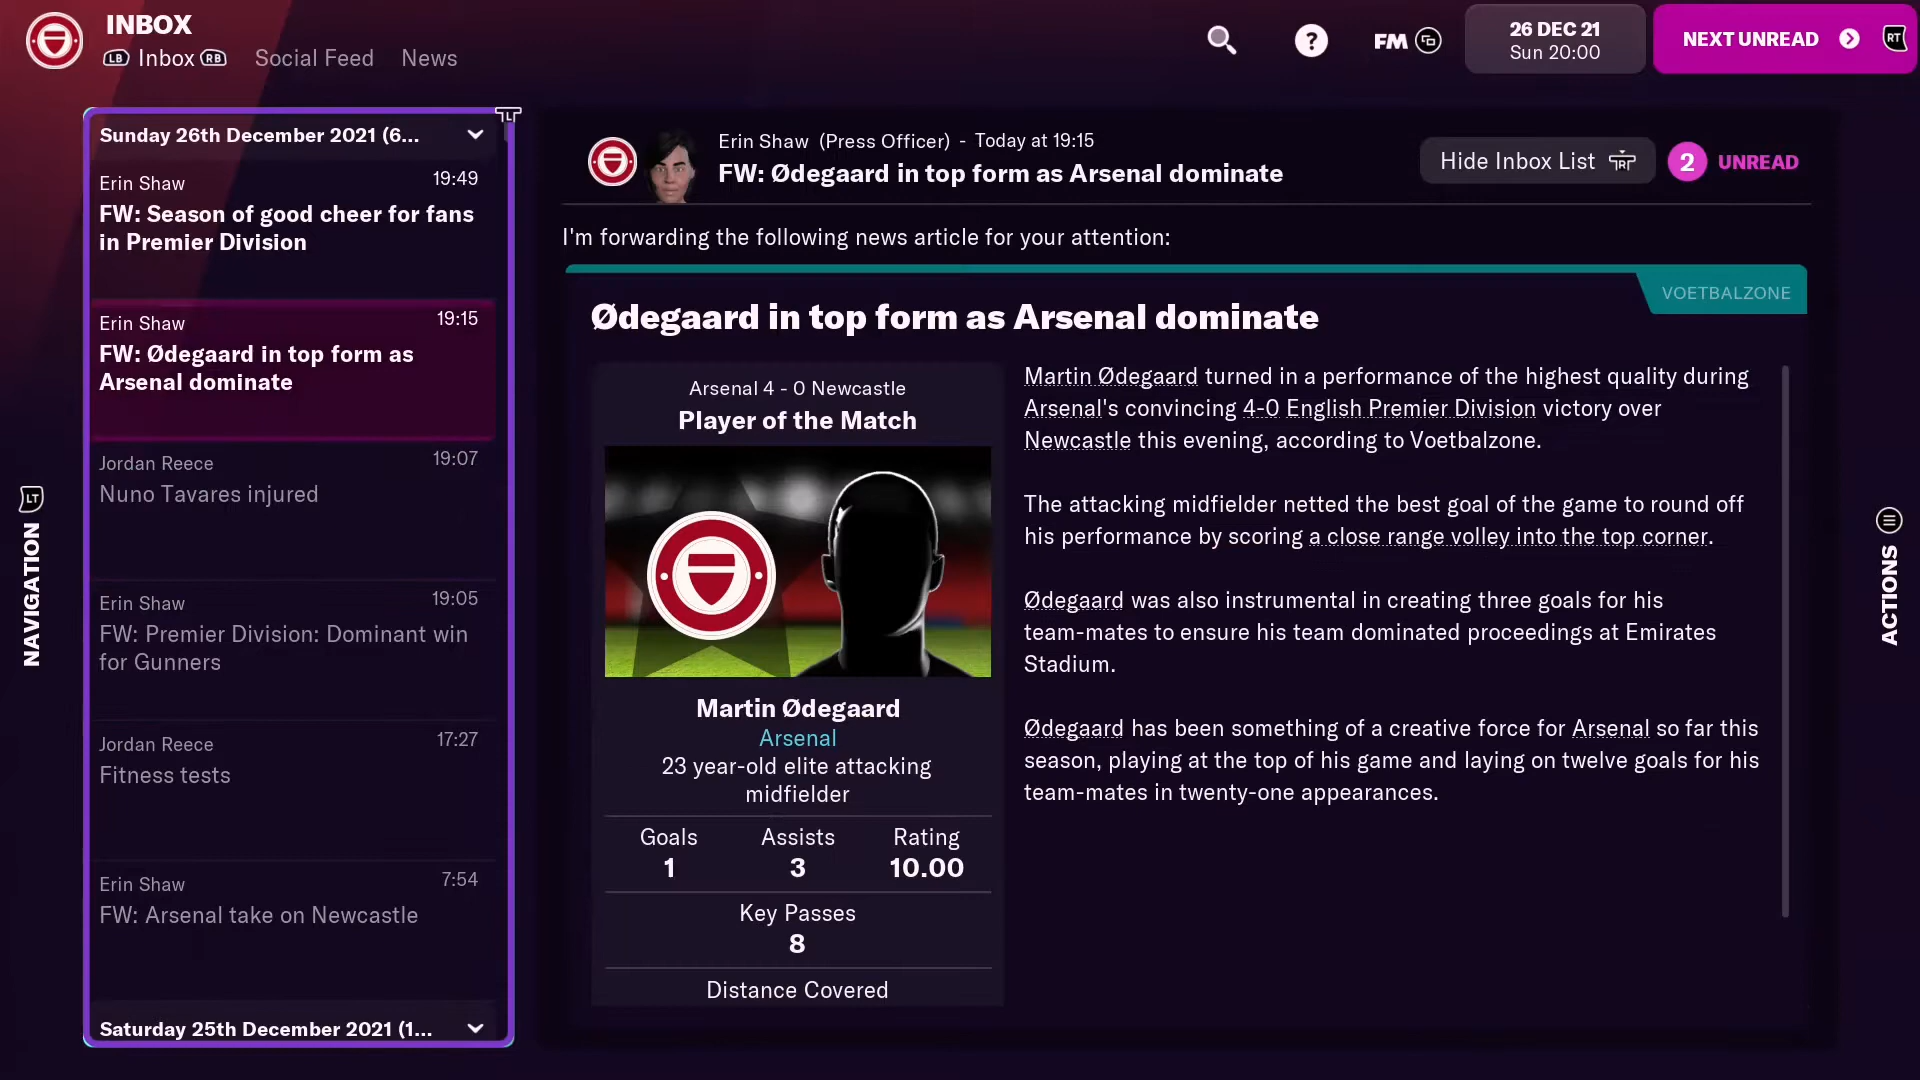 INBOX
LB Inbox RB Social Feed News
FM
26 DEC 21
Sun 20:00
NEXT UNREAD RT
Sunday 26th December 2021 (6...
Erin Shaw 19:49
FW: Season of good cheer for fans
in Premier Division
Erin Shaw 19:15
FW: Ødegaard in top form as
Arsenal dominate
Jordan Reece 19:07
Nuno Tavares injured
Erin Shaw 19:05
FW: Premier Division: Dominant win
for Gunners
Jordan Reece 17:27
Fitness tests
Erin Shaw 7:54
FW: Arsenal take on Newcastle
Saturday 25th December 2021 (1...
LT
NAVIGATION
Erin Shaw (Press Officer) - Today at 19:15
FW: Ødegaard in top form as Arsenal dominate
Hide Inbox List R
2 UNREAD
I'm forwarding the following news article for your attention:
VOETBALZONE
Ødegaard in top form as Arsenal dominate
Arsenal 4 - 0 Newcastle
Player of the Match
Martin Ødegaard
Arsenal
23 year-old elite attacking
midfielder
Goals Assists Rating
1 3 10.00
Key Passes
8
Distance Covered
Martin Ødegaard turned in a performance of the highest quality during
Arsenal's convincing 4-0 English Premier Division victory over
Newcastle this evening, according to Voetbalzone.
The attacking midfielder netted the best goal of the game to round off
his performance by scoring a close range volley into the top corner.
Ødegaard was also instrumental in creating three goals for his
team-mates to ensure his team dominated proceedings at Emirates
Stadium.
Ødegaard has been something of a creative force for Arsenal so far this
season, playing at the top of his game and laying on twelve goals for his
team-mates in twenty-one appearances.
ACTIONS